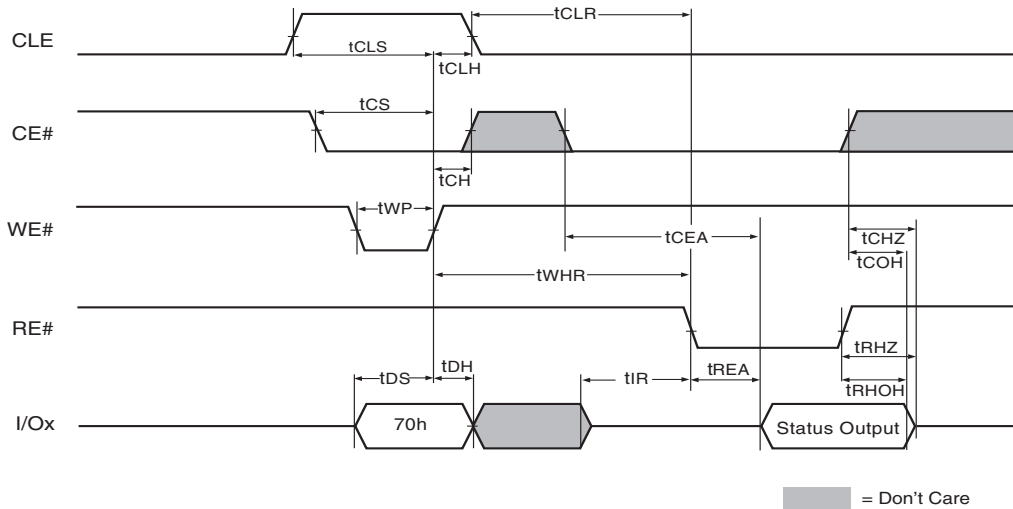 tCLR
CLE
tCLS
tCLH
tCS
CE#
tCH
tWP
WE#
tCEA
tCHZ
tCOH
tWHR
RE#
tRHZ
tDS
tDH
tIR
tREA
tRHOH
I/Ox
70h
Status Output
= Don't Care